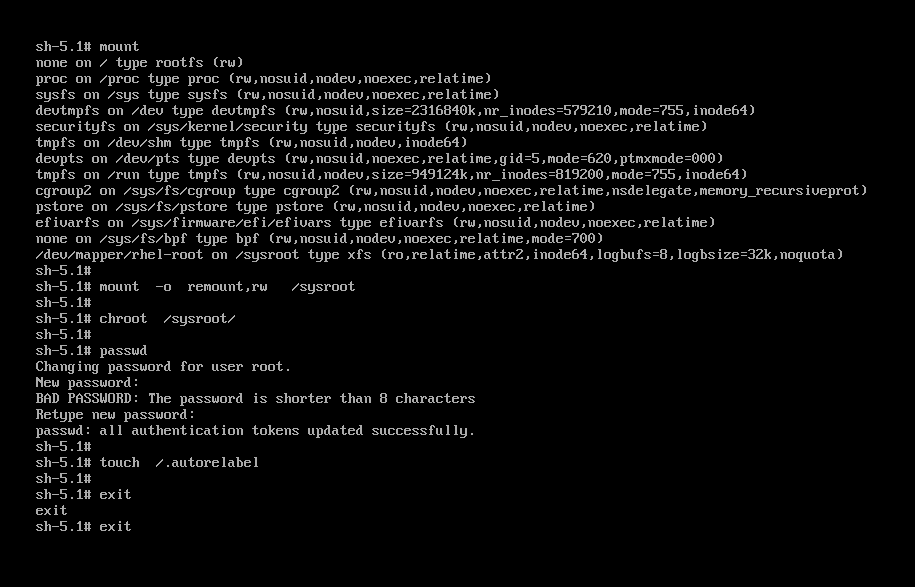 sh-5.1# mount
none on / type rootfs (rw)
proc on /proc type proc (rw,nosuid,nodev,noexec,relatime)
sysfs on /sys type sysfs (rw,nosuid,nodev,noexec,relatime)
devtmpfs on /dev type devtmpfs (rw,nosuid,size=2316840k,nr_inodes=579210,mode=755,inode64)
securityfs on /sys/kernel/security type securityfs (rw,nosuid,nodev,noexec,relatime)
tmpfs on /dev/shm type tmpfs (rw,nosuid,nodev,inode64)
devpts on /dev/pts type devpts (rw,nosuid,noexec,relatime,gid=5,mode=620,ptmxmode=000)
tmpfs on /run type tmpfs (rw,nosuid,nodev,size=949124k,nr_inodes=819200,mode=755,inode64)
cgroup2 on /sys/fs/cgroup type cgroup2 (rw,nosuid,nodev,noexec,relatime,nsdelegate,memory_recursiveprot)
pstore on /sys/fs/pstore type pstore (rw,nosuid,nodev,noexec,relatime)
efivarfs on /sys/firmware/efi/efivars type efivarfs (rw,nosuid,nodev,noexec,relatime)
none on /sys/fs/bpf type bpf (rw,nosuid,nodev,noexec,relatime,mode=700)
/dev/mapper/rhel-root on /sysroot type xfs (ro,relatime,attr2,inode64,logbufs=8,logbsize=32k,noquota)
sh-5.1#
sh-5.1# mount  -o  remount,rw   /sysroot
sh-5.1#
sh-5.1# chroot  /sysroot/
sh-5.1#
sh-5.1# passwd
Changing password for user root.
New password:
BAD PASSWORD: The password is shorter than 8 characters
Retype new password:
passwd: all authentication tokens updated successfully.
sh-5.1#
sh-5.1# touch  /.autorelabel
sh-5.1#
sh-5.1# exit
exit
sh-5.1# exit